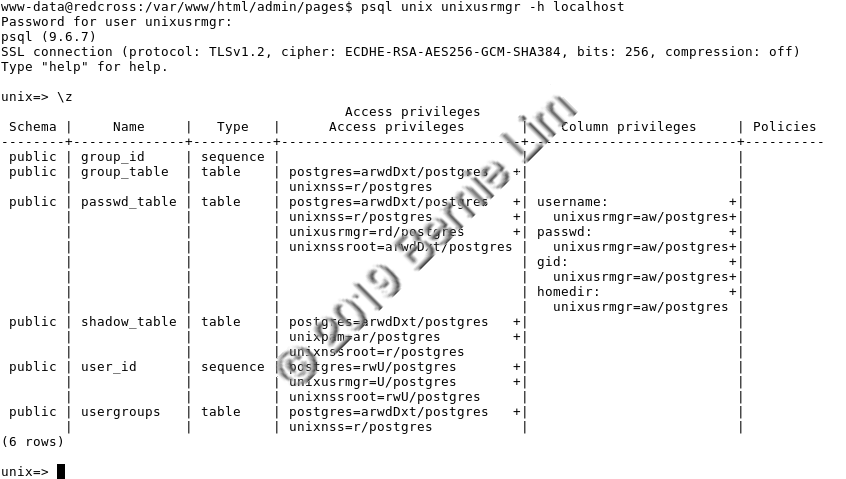 www-data@redcross:/var/www/html/admin/pages$ psql unix unixusrmgr -h localhost
Password for user unixusrmgr:
psql (9.6.7)
SSL connection (protocol: TLSv1.2, cipher: ECDHE-RSA-AES256-GCM-SHA384, bits: 256, compression: off)
Type "help" for help.

unix=> \z
                                           Access privileges
 Schema |     Name     |   Type   |      Access privileges        |    Column privileges     | Policies
--------+--------------+----------+-------------------------------+--------------------------+----------
 public | group_id     | sequence |                               |                          |
 public | group_table  | table    | postgres=arwdDxt/postgres   +|                          |
        |              |          | unixnss=r/postgres            |                          |
 public | passwd_table | table    | postgres=arwdDxt/postgres   +| username:               +|
        |              |          | unixnss=r/postgres          +|   unixusrmgr=aw/postgres+|
        |              |          | unixusrmgr=rd/postgres      +| passwd:                 +|
        |              |          | unixnssroot=arwdDxt/postgres |   unixusrmgr=aw/postgres+|
        |              |          |                               | gid:                    +|
        |              |          |                               |   unixusrmgr=aw/postgres+|
        |              |          |                               | homedir:                +|
        |              |          |                               |   unixusrmgr=aw/postgres |
 public | shadow_table | table    | postgres=arwdDxt/postgres   +|                          |
        |              |          | unixpam=ar/postgres         +|                          |
        |              |          | unixnssroot=r/postgres        |                          |
 public | user_id      | sequence | postgres=rwU/postgres       +|                          |
        |              |          | unixusrmgr=U/postgres       +|                          |
        |              |          | unixnssroot=rwU/postgres      |                          |
 public | usergroups   | table    | postgres=arwdDxt/postgres   +|                          |
        |              |          | unixnss=r/postgres            |                          |
(6 rows)

unix=>
© 2019 Bernie Lim